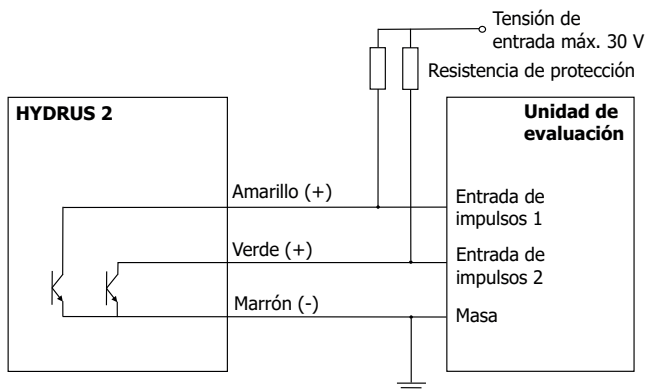 Tensión de
entrada máx. 30 V
Resistencia de protección
HYDRUS 2
Unidad de
evaluación
Amarillo (+)
Entrada de
impulsos 1
Verde (+)
Entrada de
impulsos 2
Marrón (-)
Masa